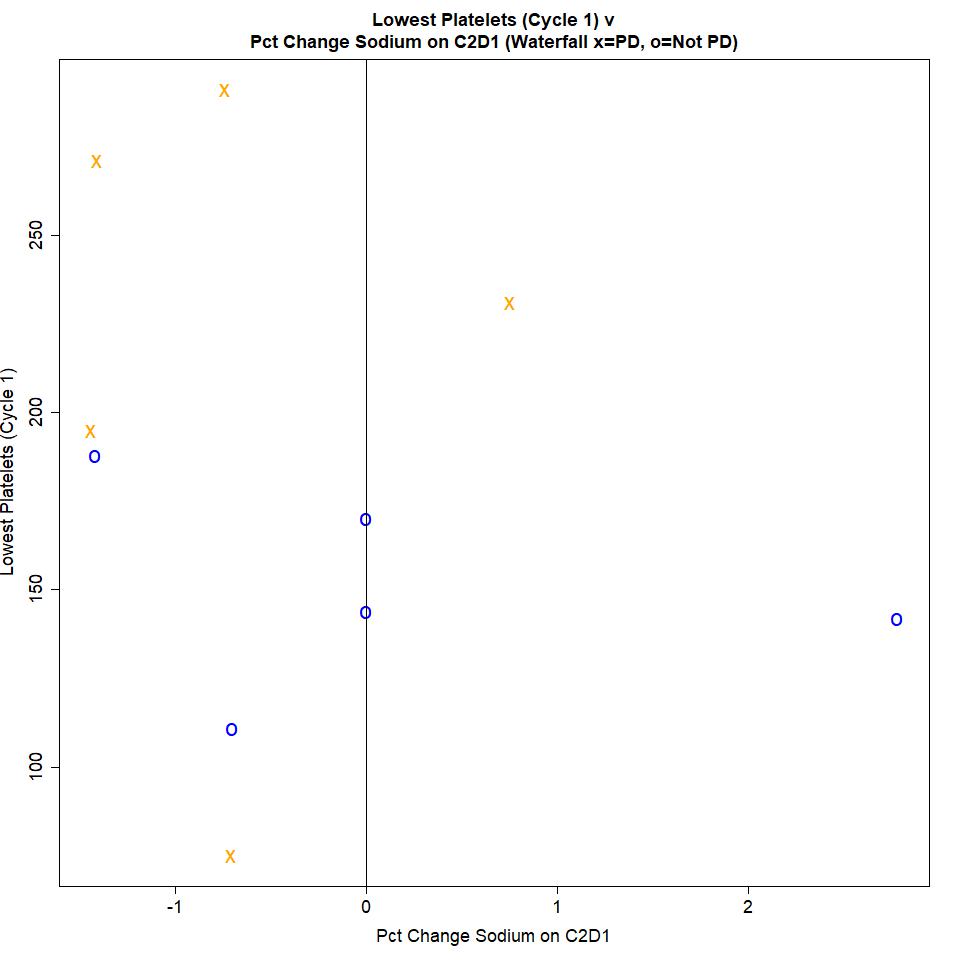 Lowest Platelets (Cycle 1) v
Pct Change Sodium on C2D1 (Waterfall x=PD, o=Not PD)
Lowest Platelets (Cycle 1)
250
200
150
100
X
X
X
X
O
O
O
O
O
X
-1
0
1
2
Pct Change Sodium on C2D1